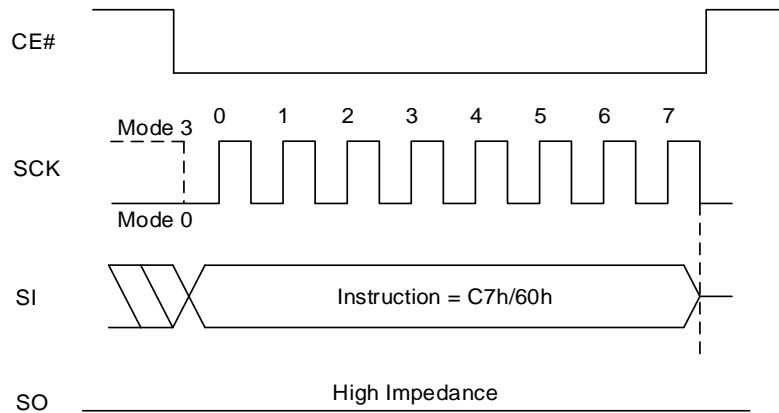 CE#
0 1 2 3 4 5 6 7
Mode 3
SCK
Mode 0
SI
Instruction = C7h/60h
High Impedance
SO